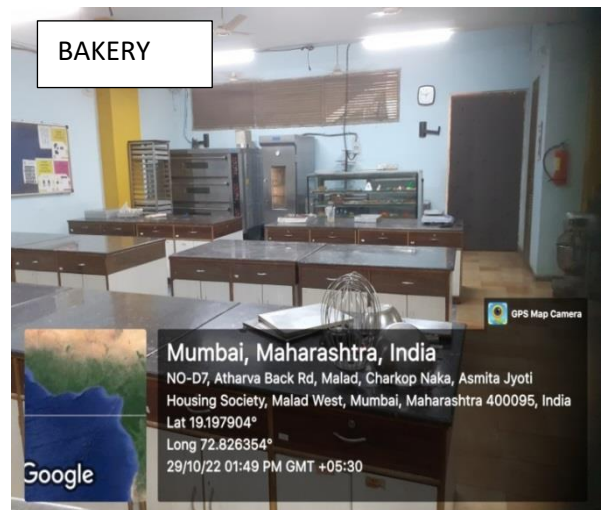 BAKERY
GPS Map Camera
Mumbai, Maharashtra, India
NO-D7, Atharva Back Rd, Malad, Charkop Naka, Asmita Jyoti
Housing Society, Malad West, Mumbai, Maharashtra 400095, India
Lat 19.197904°
Long 72.826354°
29/10/22 01:49 PM GMT +05:30
Google